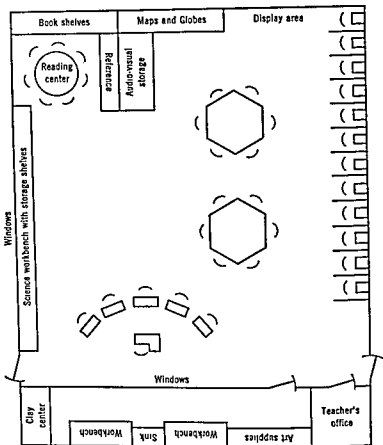 Book shelves
Maps and Globes
Display area
Reading
center
Reference
Audio-visual
storage
Windows
Science workbench with storage shelves
Windows
Clay
center
Workbench
Sink
Workbench
Art supplies
Teacher's
office